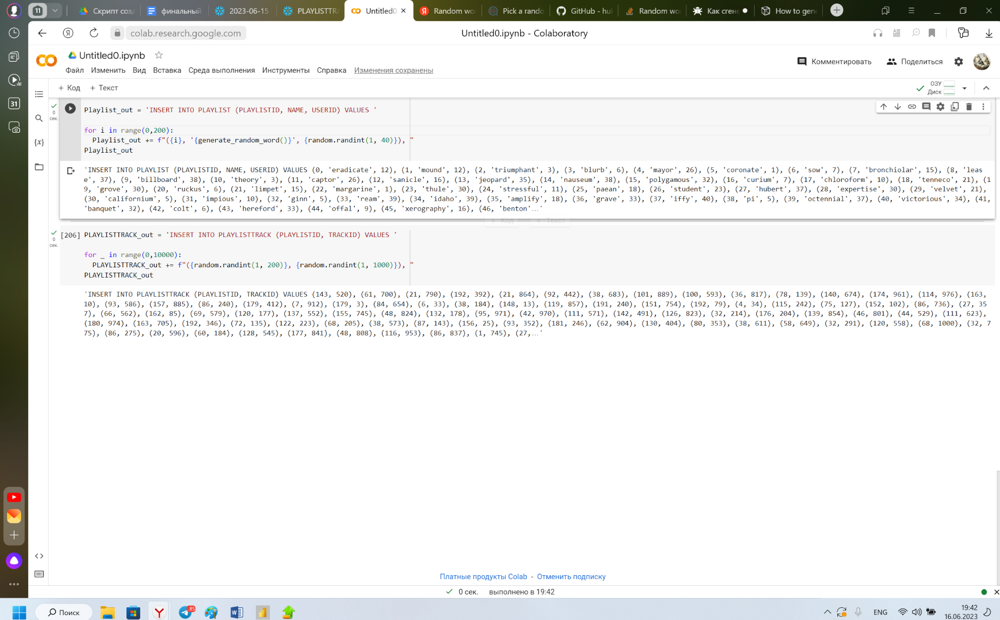 11
Скрипт соз
финальный
2023-06-15
PLAYLISTTRA
Untitled0.
Random wo
Pick a rando
GitHub - hu
Random wo
Как сгене
How to gene
colab.research.google.com
Untitled0.ipynb - Colaboratory
Untitled0.ipynb
Файл Изменить Вид Вставка Среда выполнения Инструменты Справка Изменения сохранены
Комментировать
Поделиться
31
+ Код + Текст
ОЗУ
Диск
0
сек.
Playlist_out = 'INSERT INTO PLAYLIST (PLAYLISTID, NAME, USERID) VALUES '
for i in range(0,200):
Playlist_out += f"({i}, '{generate_random_word()}', {random.randint(1, 40)}), "
Playlist_out
{x}
'INSERT INTO PLAYLIST (PLAYLISTID, NAME, USERID) VALUES (0, 'eradicate', 12), (1, 'mound', 12), (2, 'triumphant', 3), (3, 'blurb', 6), (4, 'mayor', 26), (5, 'coronate', 1), (6, 'sow', 7), (7, 'bronchiolar', 15), (8, 'leas
e', 37), (9, 'billboard', 38), (10, 'theory', 3), (11, 'captor', 26), (12, 'sanicle', 16), (13, 'jeopard', 35), (14, 'nauseum', 38), (15, 'polygamous', 32), (16, 'curium', 7), (17, 'chloroform', 10), (18, 'tenneco', 21), (1
9, 'grove', 30), (20, 'ruckus', 6), (21, 'limpet', 15), (22, 'margarine', 1), (23, 'thule', 30), (24, 'stressful', 11), (25, 'paean', 18), (26, 'student', 23), (27, 'hubert', 37), (28, 'expertise', 30), (29, 'velvet', 21),
(30, 'californium', 5), (31, 'impious', 10), (32, 'ginn', 5), (33, 'ream', 39), (34, 'idaho', 39), (35, 'amplify', 18), (36, 'grave', 33), (37, 'iffy', 40), (38, 'pi', 5), (39, 'octennial', 37), (40, 'victorious', 34), (41,
'banquet', 32), (42, 'colt', 6), (43, 'hereford', 33), (44, 'offal', 9), (45, 'xerography', 16), (46, 'benton'…'
+ Код + Текст
0
сек.
[206] PLAYLISTTRACK_out = 'INSERT INTO PLAYLISTTRACK (PLAYLISTID, TRACKID) VALUES '
for _ in range(0,10000):
PLAYLISTTRACK_out += f"({random.randint(1, 200)}, {random.randint(1, 1000)}), "
PLAYLISTTRACK_out
'INSERT INTO PLAYLISTTRACK (PLAYLISTID, TRACKID) VALUES (143, 520), (61, 700), (21, 790), (192, 392), (21, 864), (92, 442), (38, 683), (101, 889), (100, 593), (36, 817), (78, 139), (140, 674), (174, 961), (114, 976), (163,
10), (93, 586), (157, 885), (86, 240), (179, 412), (7, 912), (179, 3), (84, 654), (6, 33), (38, 184), (148, 13), (119, 857), (191, 240), (151, 754), (192, 79), (4, 34), (115, 242), (75, 127), (152, 102), (86, 736), (27, 35
7), (66, 562), (162, 85), (69, 579), (120, 177), (137, 552), (155, 745), (48, 824), (132, 178), (95, 971), (42, 970), (111, 571), (142, 491), (126, 823), (32, 214), (176, 204), (139, 854), (46, 801), (44, 529), (111, 623),
(180, 974), (163, 705), (192, 346), (72, 135), (122, 223), (68, 205), (38, 573), (87, 143), (156, 25), (93, 352), (181, 246), (62, 904), (130, 404), (80, 353), (38, 611), (58, 649), (32, 291), (120, 558), (68, 1000), (32, 7
75), (86, 275), (20, 596), (60, 184), (128, 545), (177, 841), (48, 808), (116, 953), (86, 837), (1, 745), (27,…'
Платные продукты Colab - Отменить подписку
0 сек. выполнено в 19:42
Поиск
85
ENG
19:42
16.06.2023